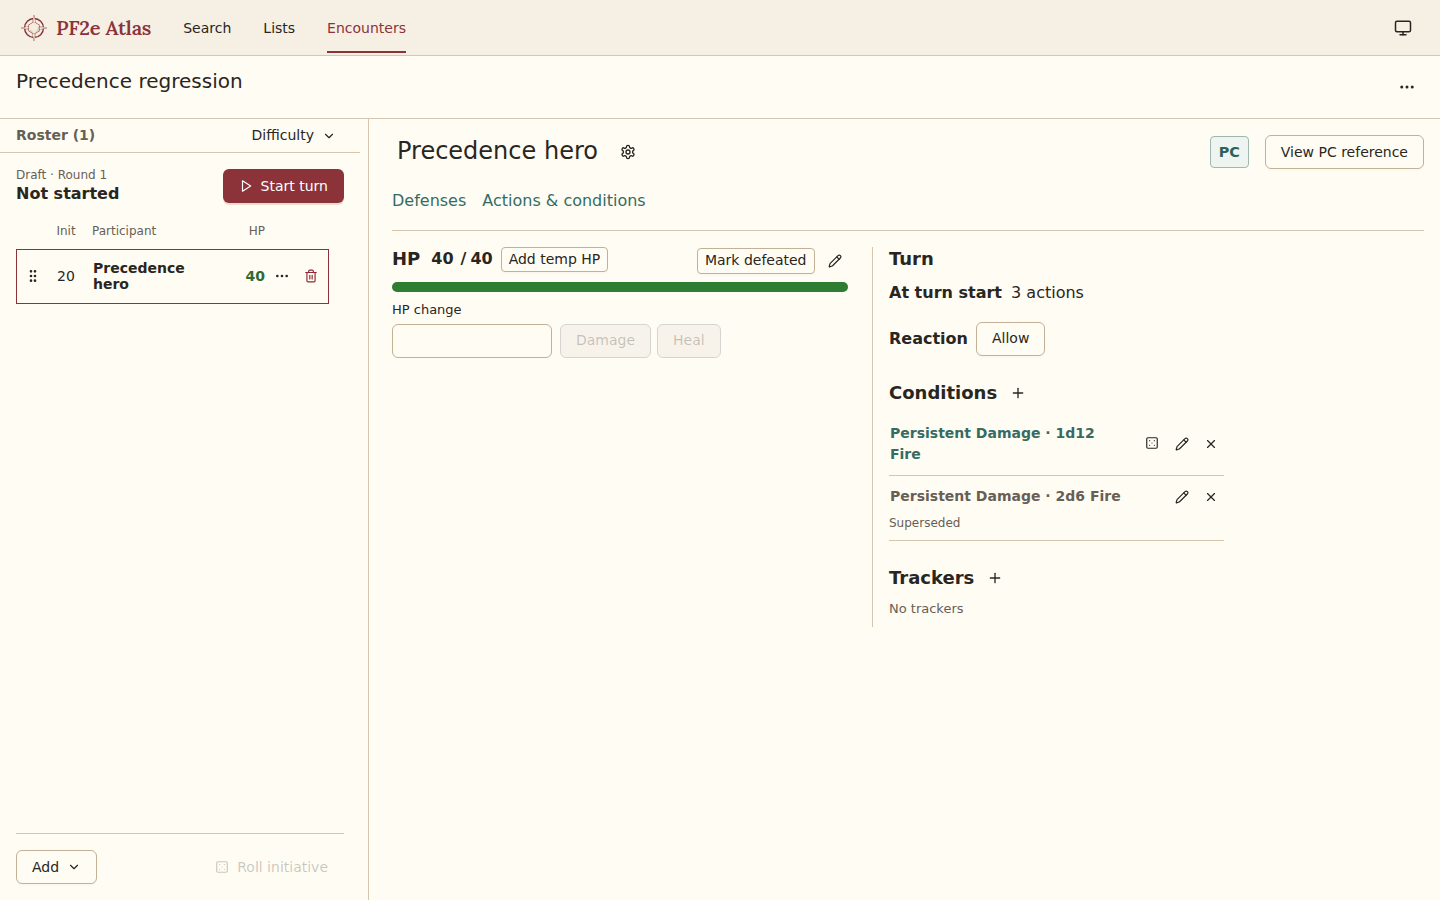 PF2e Atlas
Search
Lists
Encounters
Precedence regression
Roster (1)
Difficulty
Draft · Round 1
Not started
Start turn
Init
Participant
HP
20
Precedence
hero
40
Add
Roll initiative
Precedence hero
PC
View PC reference
Defenses
Actions & conditions
HP 40 / 40
Add temp HP
Mark defeated
HP change
Damage
Heal
Turn
At turn start 3 actions
Reaction
Allow
Conditions
Persistent Damage · 1d12
Fire
Persistent Damage · 2d6 Fire
Superseded
Trackers
No trackers